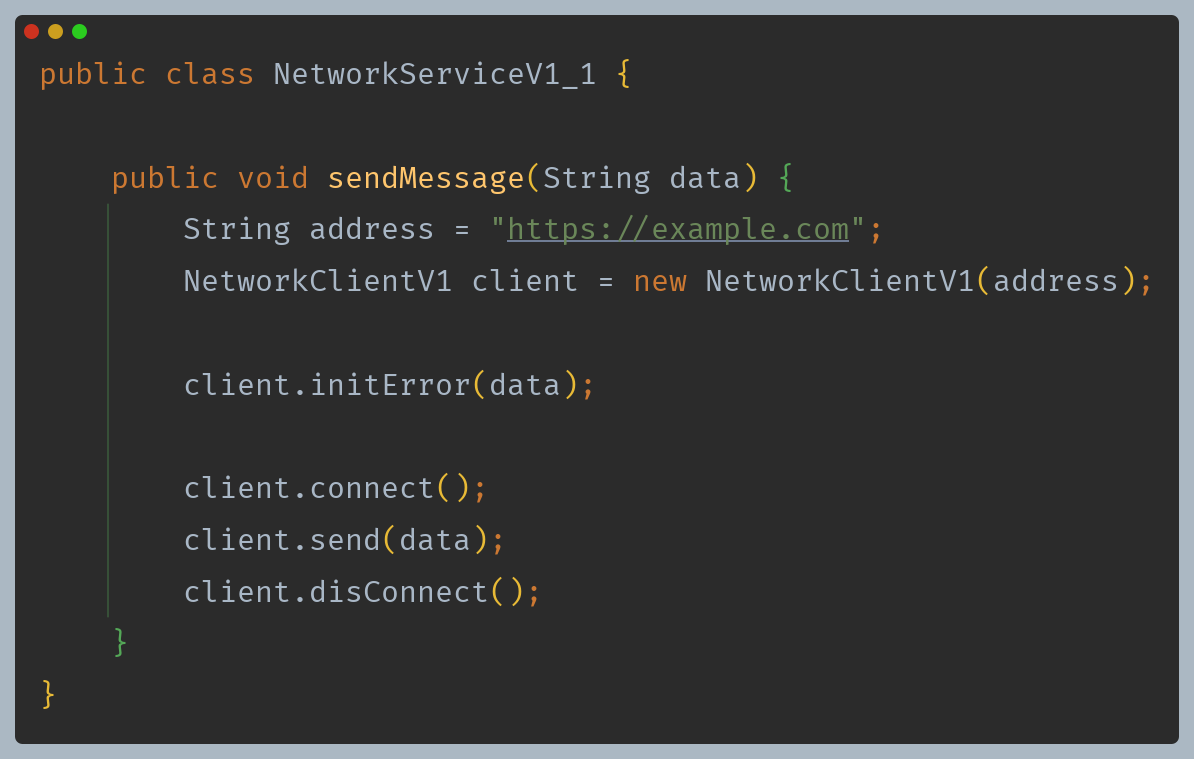 public class NetworkServiceV1_1 {
public void sendMessage(String data) {
String address = "https://example.com";
NetworkClientV1 client = new NetworkClientV1(address);
client.initError(data);
client.connect();
client.send(data);
client.disConnect();
}
}